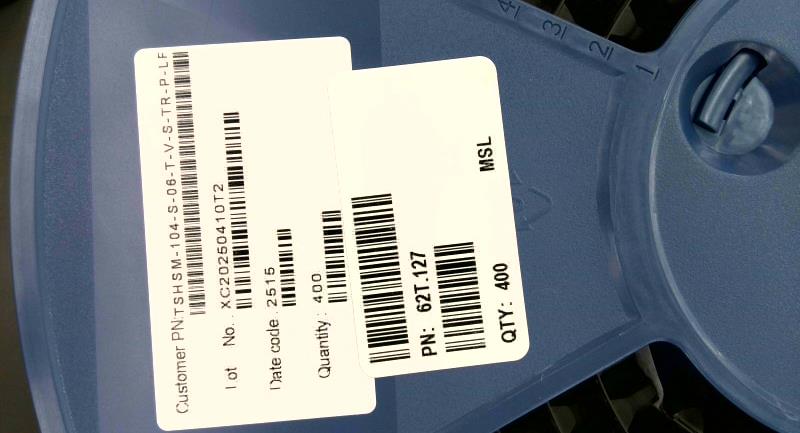 Customer PN:TSHSM-104-S-06-T-V-S-TR-P-LF
Lot No.: XC20250410T2
Date code: 2515
Quantity: 400
PN: 62T.127
QTY: 400
MSL
1
2
3
4